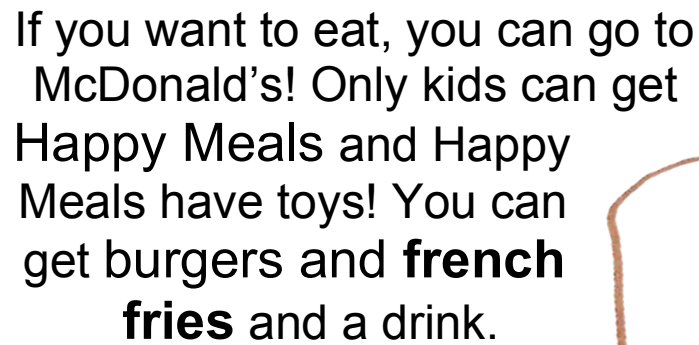 If you want to eat, you can go to
McDonald’s! Only kids can get
Happy Meals and Happy
Meals have toys! You can
get burgers and french
fries and a drink.